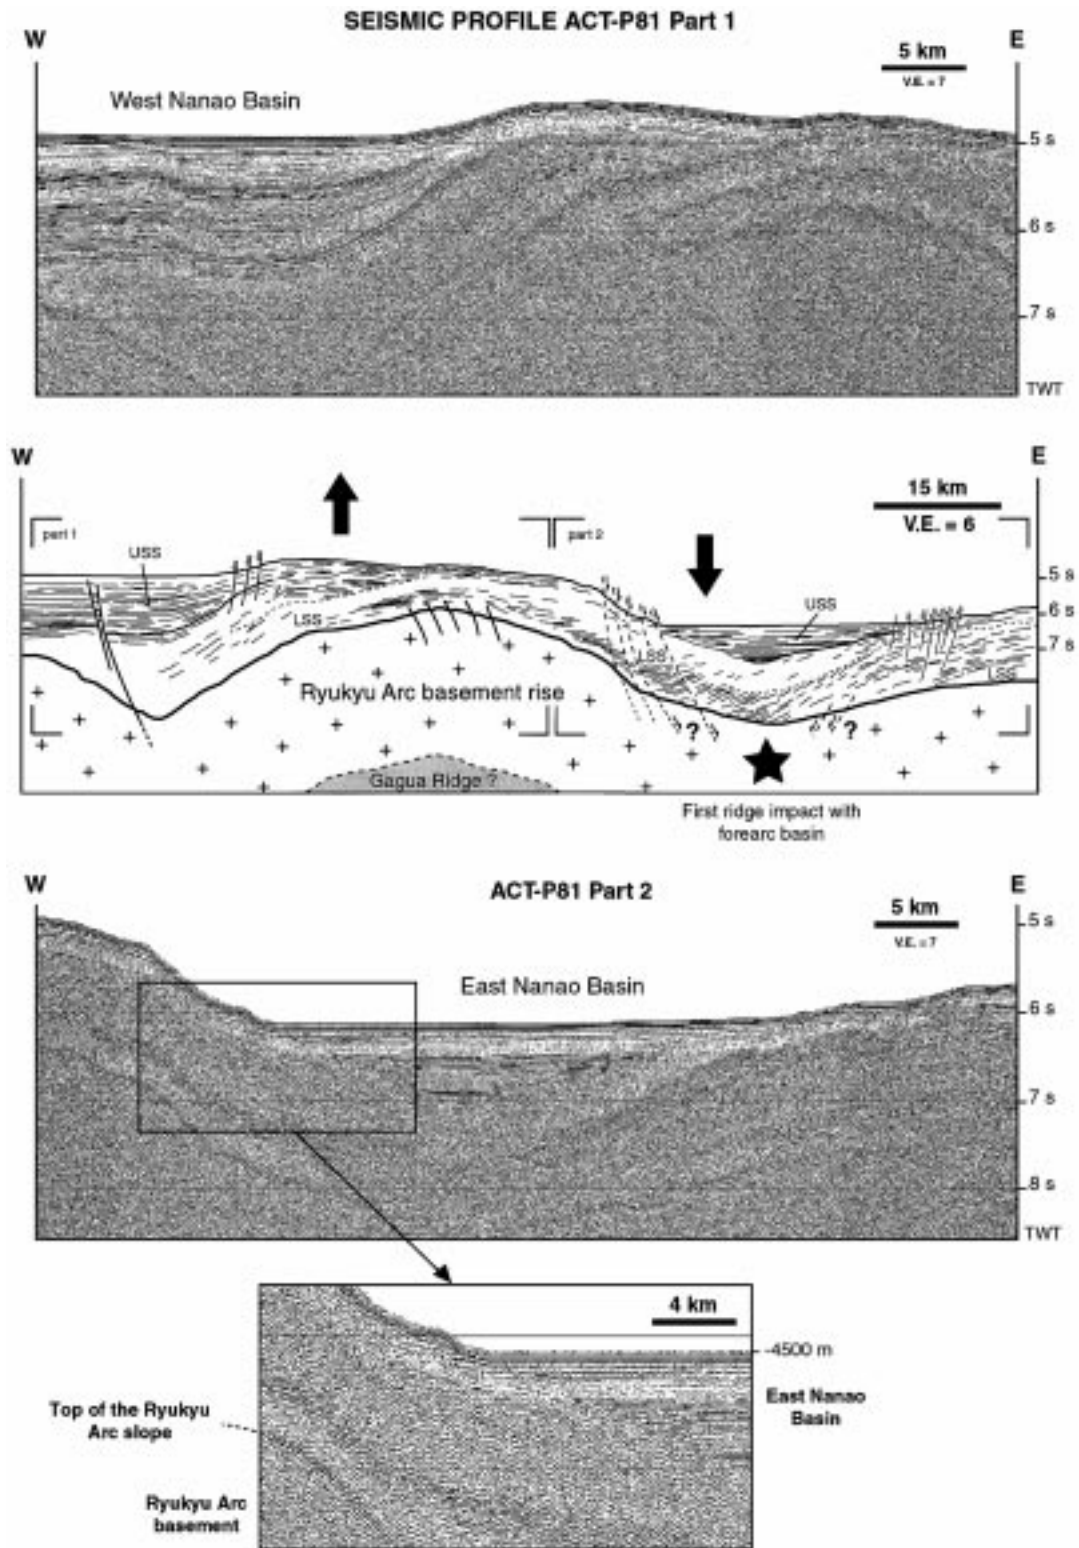 SEISMIC PROFILE ACT-P81 Part 1
W
E
5 km
V.E. = 7
West Nanao Basin
5 s
6 s
7 s
TWT
W
E
15 km
V.E. = 6
part 1
part 2
USS
USS
5 s
6 s
7 s
LSS
LSS
Ryukyu Arc basement rise
?
?
Gagua Ridge ?
First ridge impact with
forearc basin
W
ACT-P81 Part 2
E
5 km
V.E. = 7
5 s
East Nanao Basin
6 s
7 s
8 s
TWT
4 km
-4500 m
East Nanao
Basin
Top of the Ryukyu
Arc slope
Ryukyu Arc
basement